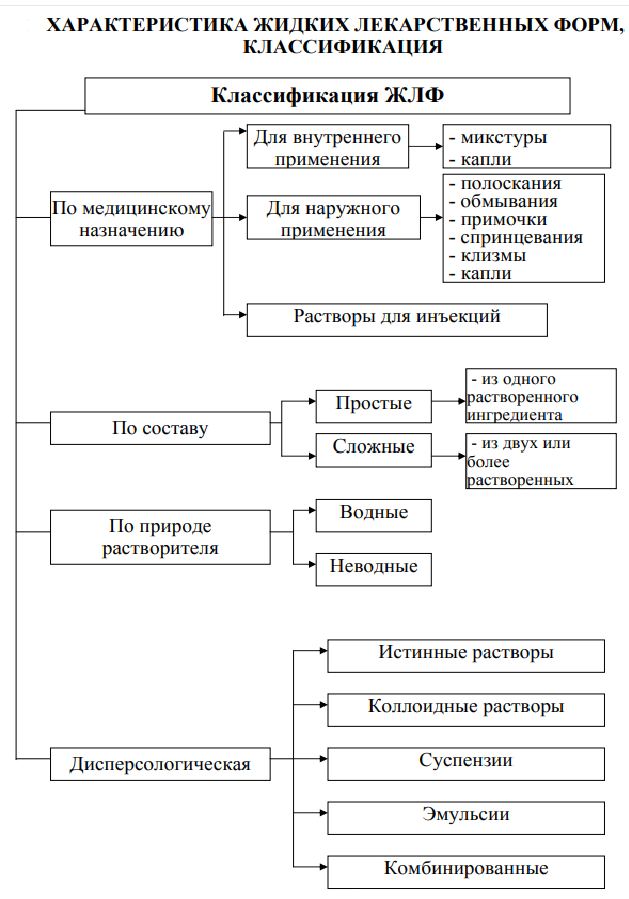 ХАРАКТЕРИСТИКА ЖИДКИХ ЛЕКАРСТВЕННЫХ ФОРМ,
КЛАССИФИКАЦИЯ
Классификация ЖЛФ
По медицинскому
назначению
Для внутреннего
применения
- микстуры
- капли
Для наружного
применения
- полоскания
- обмывания
- примочки
- спринцевания
- клизмы
- капли
Растворы для инъекций
По составу
Простые
- из одного
растворенного
ингредиента
Сложные
- из двух или
более
растворенных
По природе
растворителя
Водные
Неводные
Дисперсологическая
Истинные растворы
Коллоидные растворы
Суспензии
Эмульсии
Комбинированные